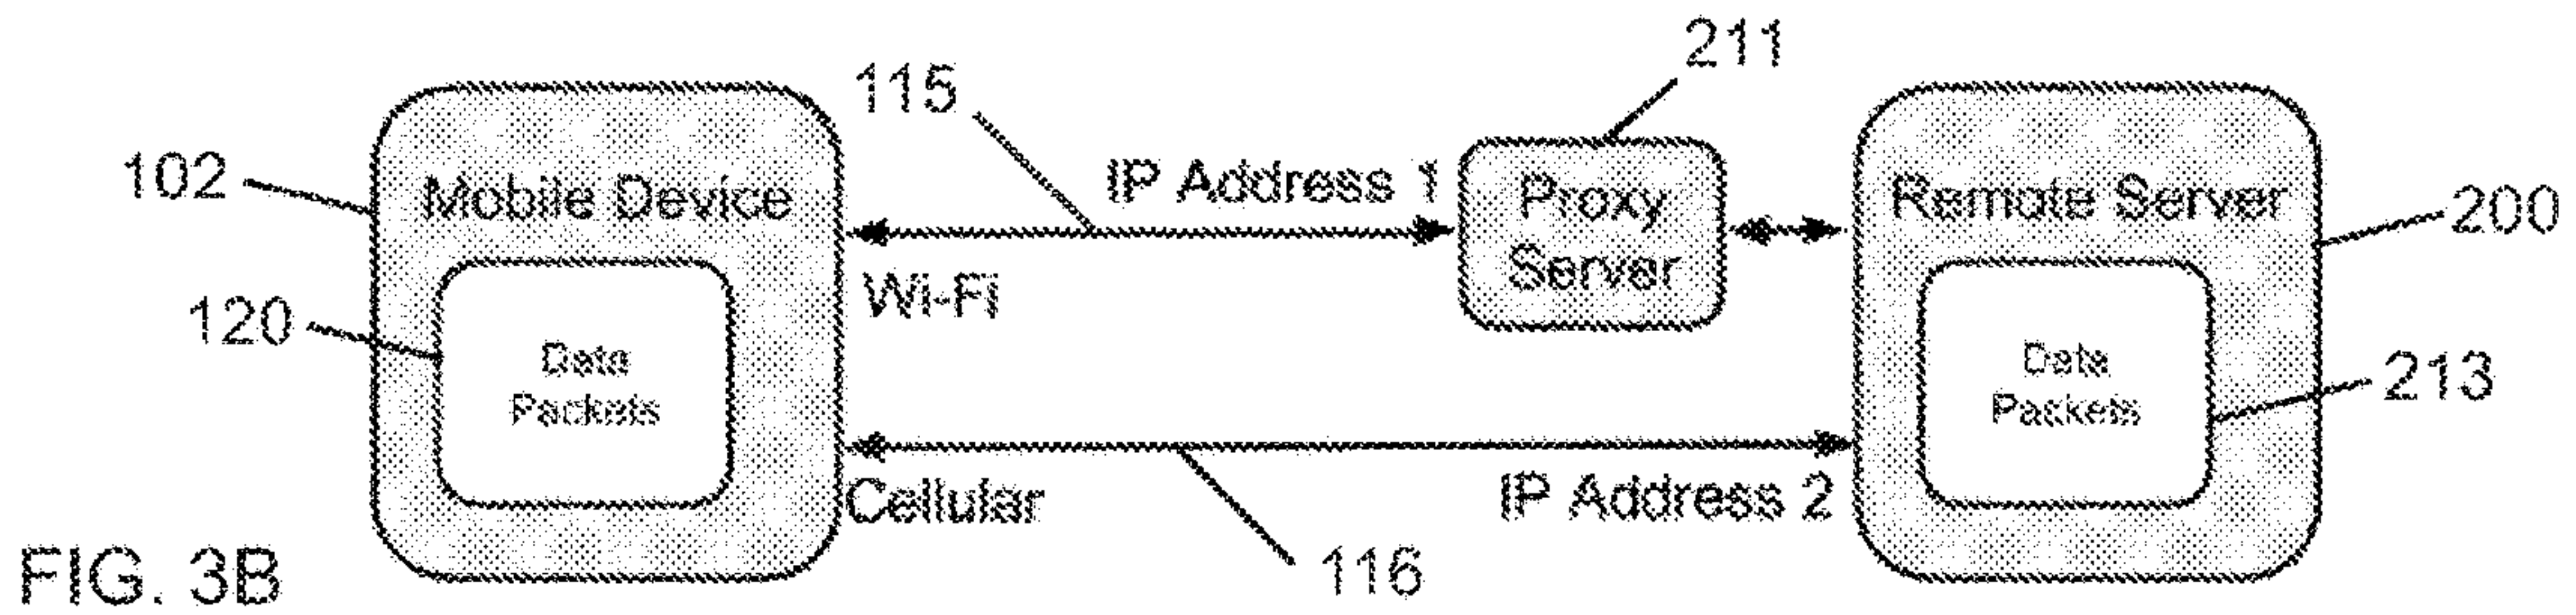 211
115
102
Mobile Device
IP Address 1
Proxy
Server
Remote Server
200
Wi-Fi
120
Data
Packets
Data
Packets
213
Cellular
IP Address 2
116
FIG. 3B